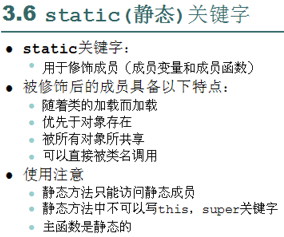 3.6 static(静态)关键字
static关键字：
用于修饰成员（成员变量和成员函数）
被修饰后的成员具备以下特点：
随着类的加载而加载
优先于对象存在
被所有对象所共享
可以直接被类名调用
使用注意
静态方法只能访问静态成员
静态方法中不可以写this，super关键字
主函数是静态的